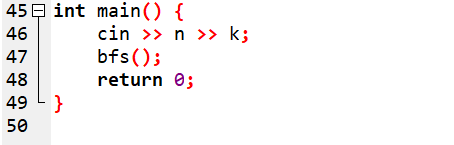 45 int main() {
46     cin >> n >> k;
47     bfs();
48     return 0;
49 }
50